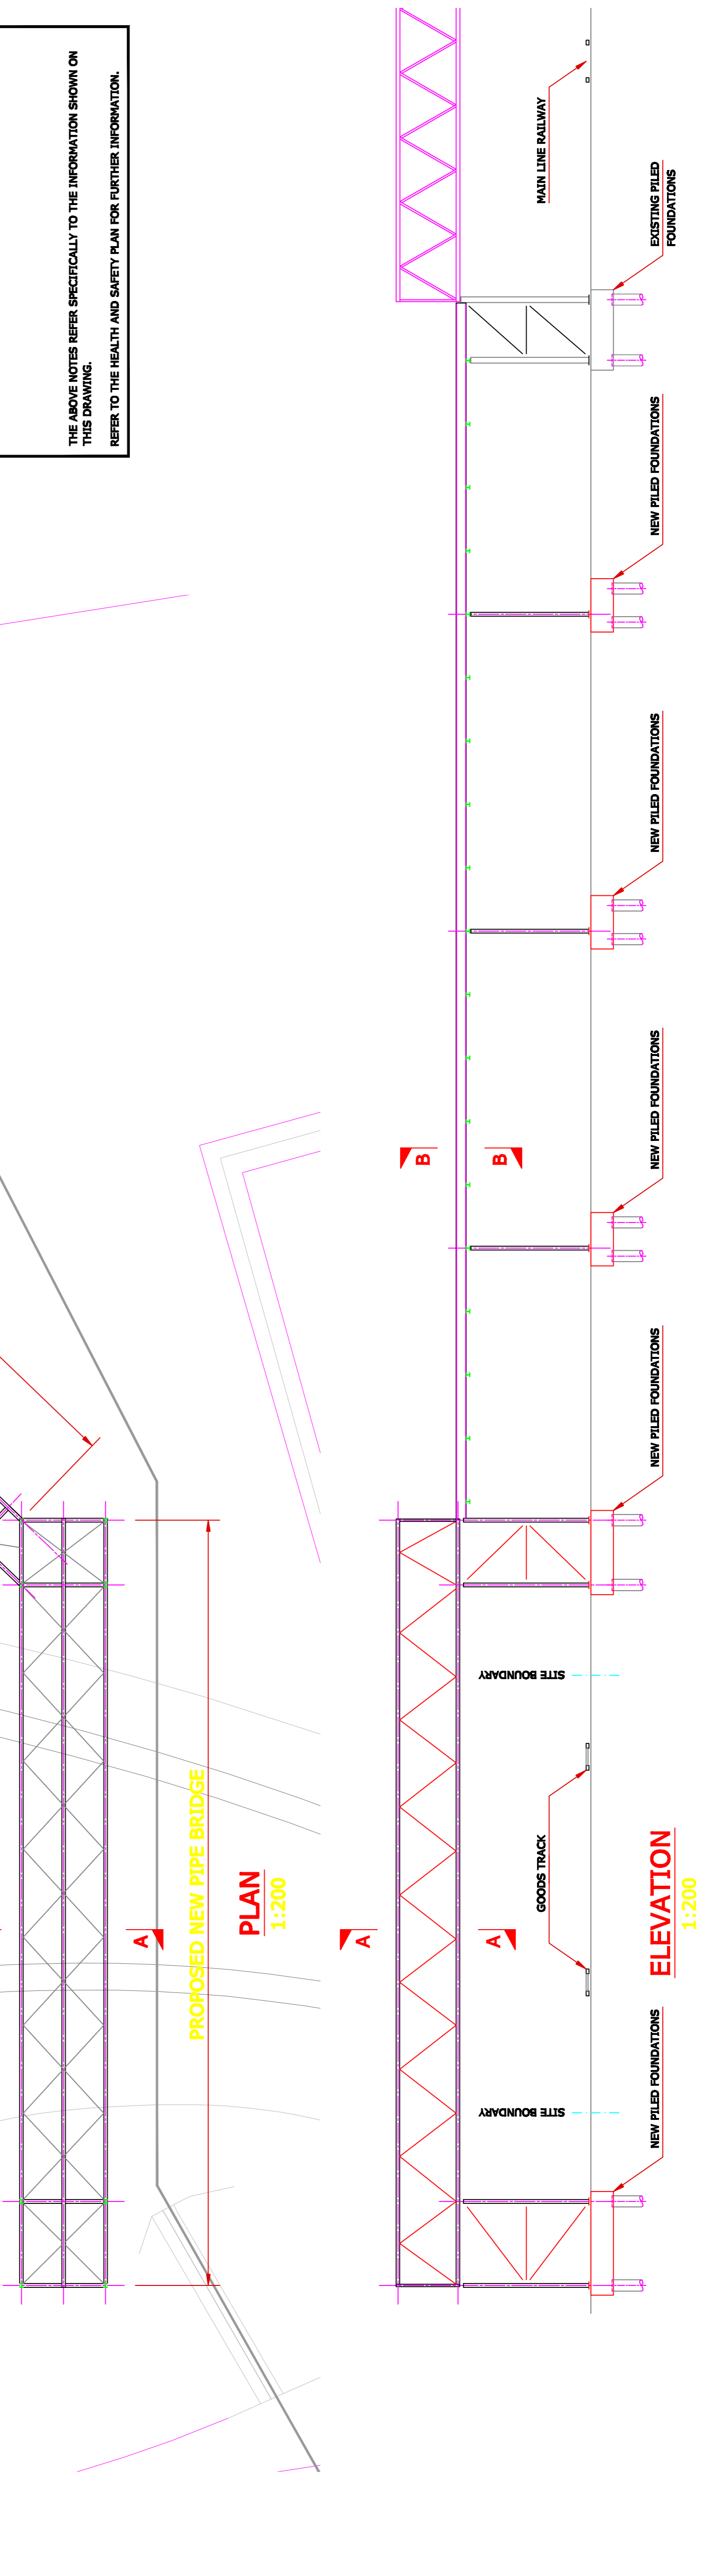 THE ABOVE NOTES REFER SPECIFICALLY TO THE INFORMATION SHOWN ON
THIS DRAWING.
REFER TO THE HEALTH AND SAFETY PLAN FOR FURTHER INFORMATION.
PROPOSED NEW PIPE BRIDGE
A
PLAN
1:200
A
A
B
B
SITE BOUNDARY
SITE BOUNDARY
GOODS TRACK
MAIN LINE RAILWAY
NEW PILED FOUNDATIONS
NEW PILED FOUNDATIONS
NEW PILED FOUNDATIONS
NEW PILED FOUNDATIONS
NEW PILED FOUNDATIONS
EXISTING PILED
FOUNDATIONS
ELEVATION
1:200